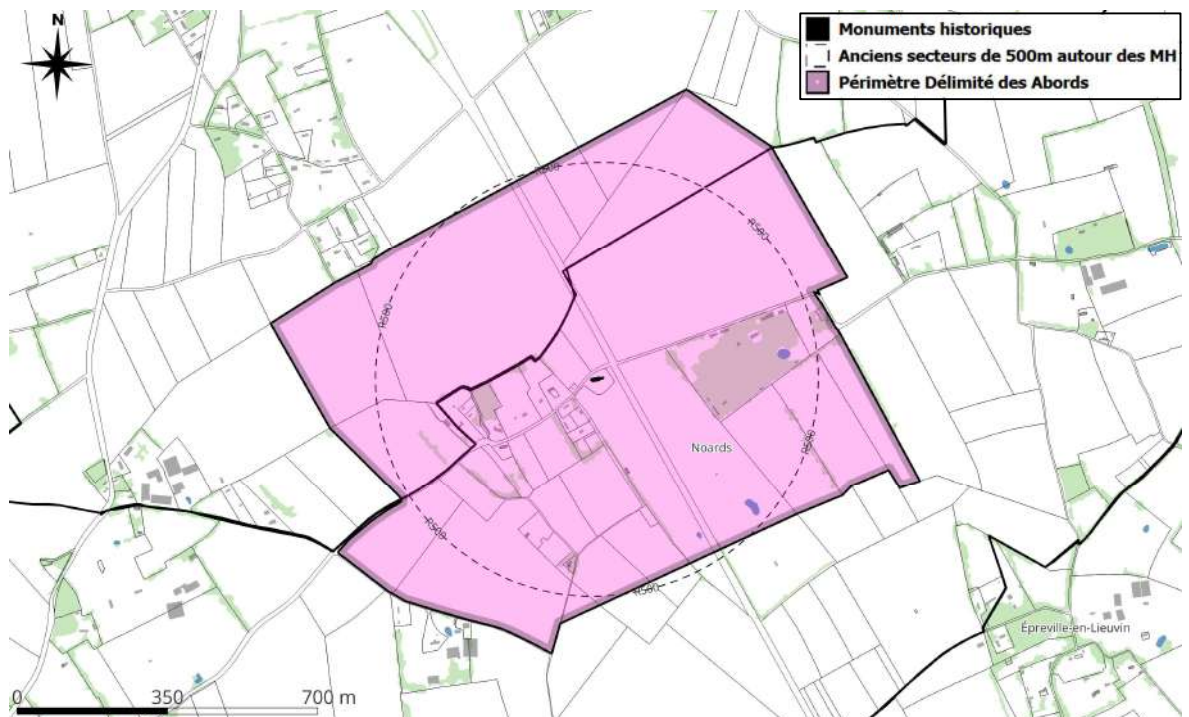 N
Monuments historiques
Anciens secteurs de 500m autour des MH
Périmètre Délimité des Abords
R500
R500
R500
Noards
R500
R500
R500
Épreville-en-Lieuvin
0 350 700 m